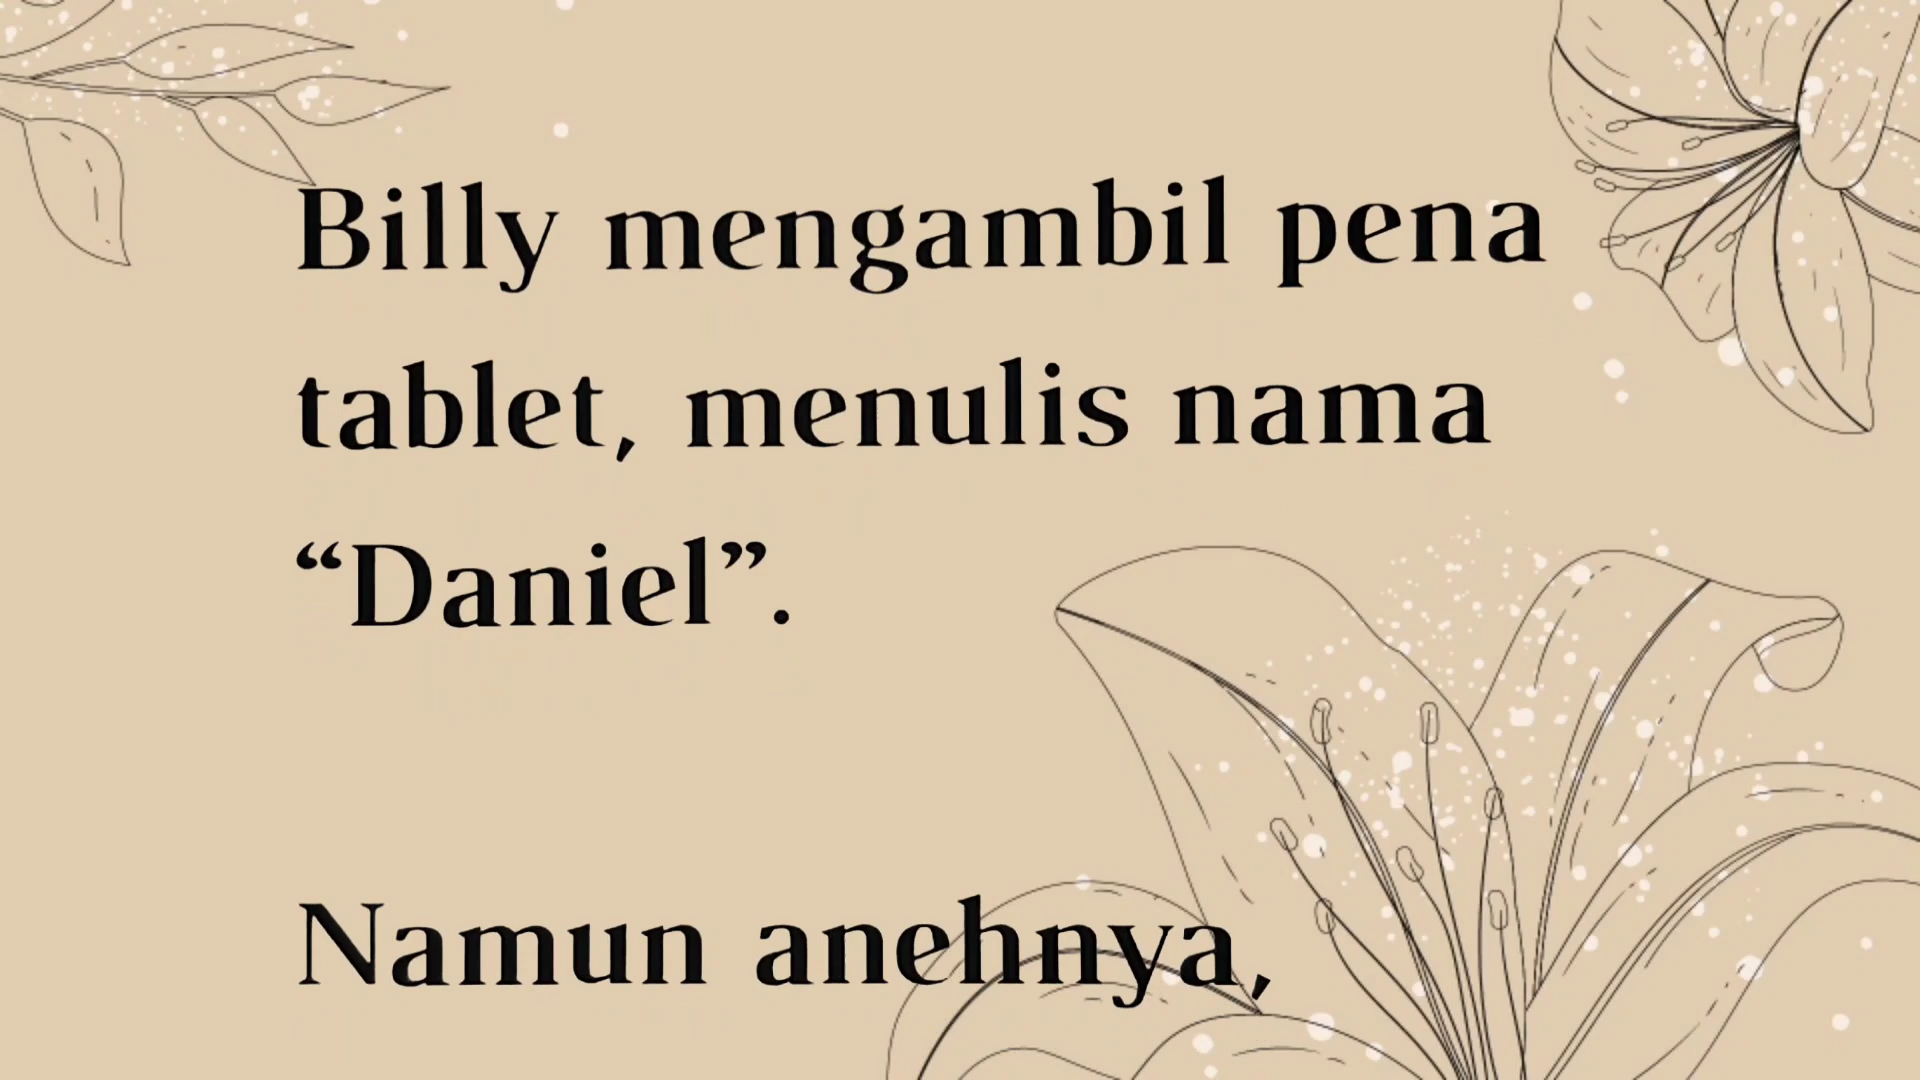 Billy mengambil pena
tablet, menulis nama
“Daniel”.
Namun anehnya,